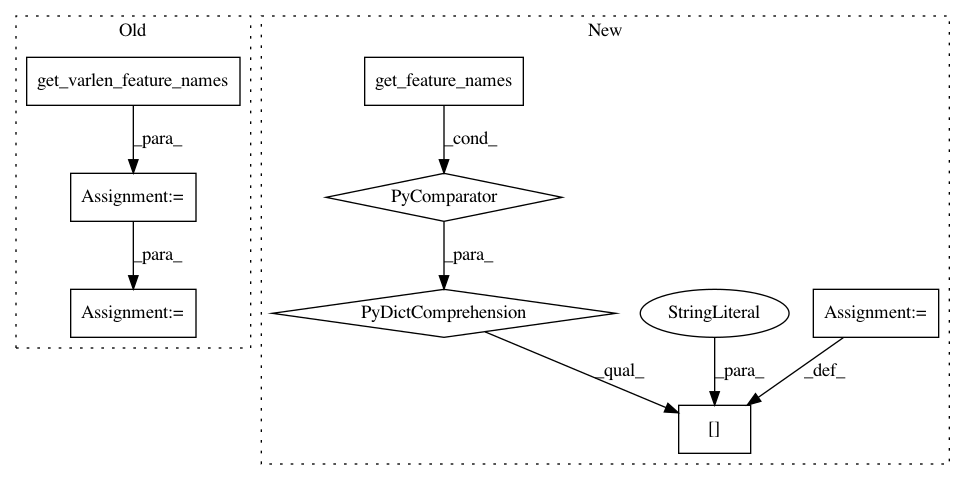 Old
New
get_varlen_feature_names
get_feature_names
_para_
_cond_
Assignment:=
PyComparator
_para_
_para_
Assignment:=
PyDictComprehension
StringLiteral
Assignment:=
_qual_
_para_
_def_
[]